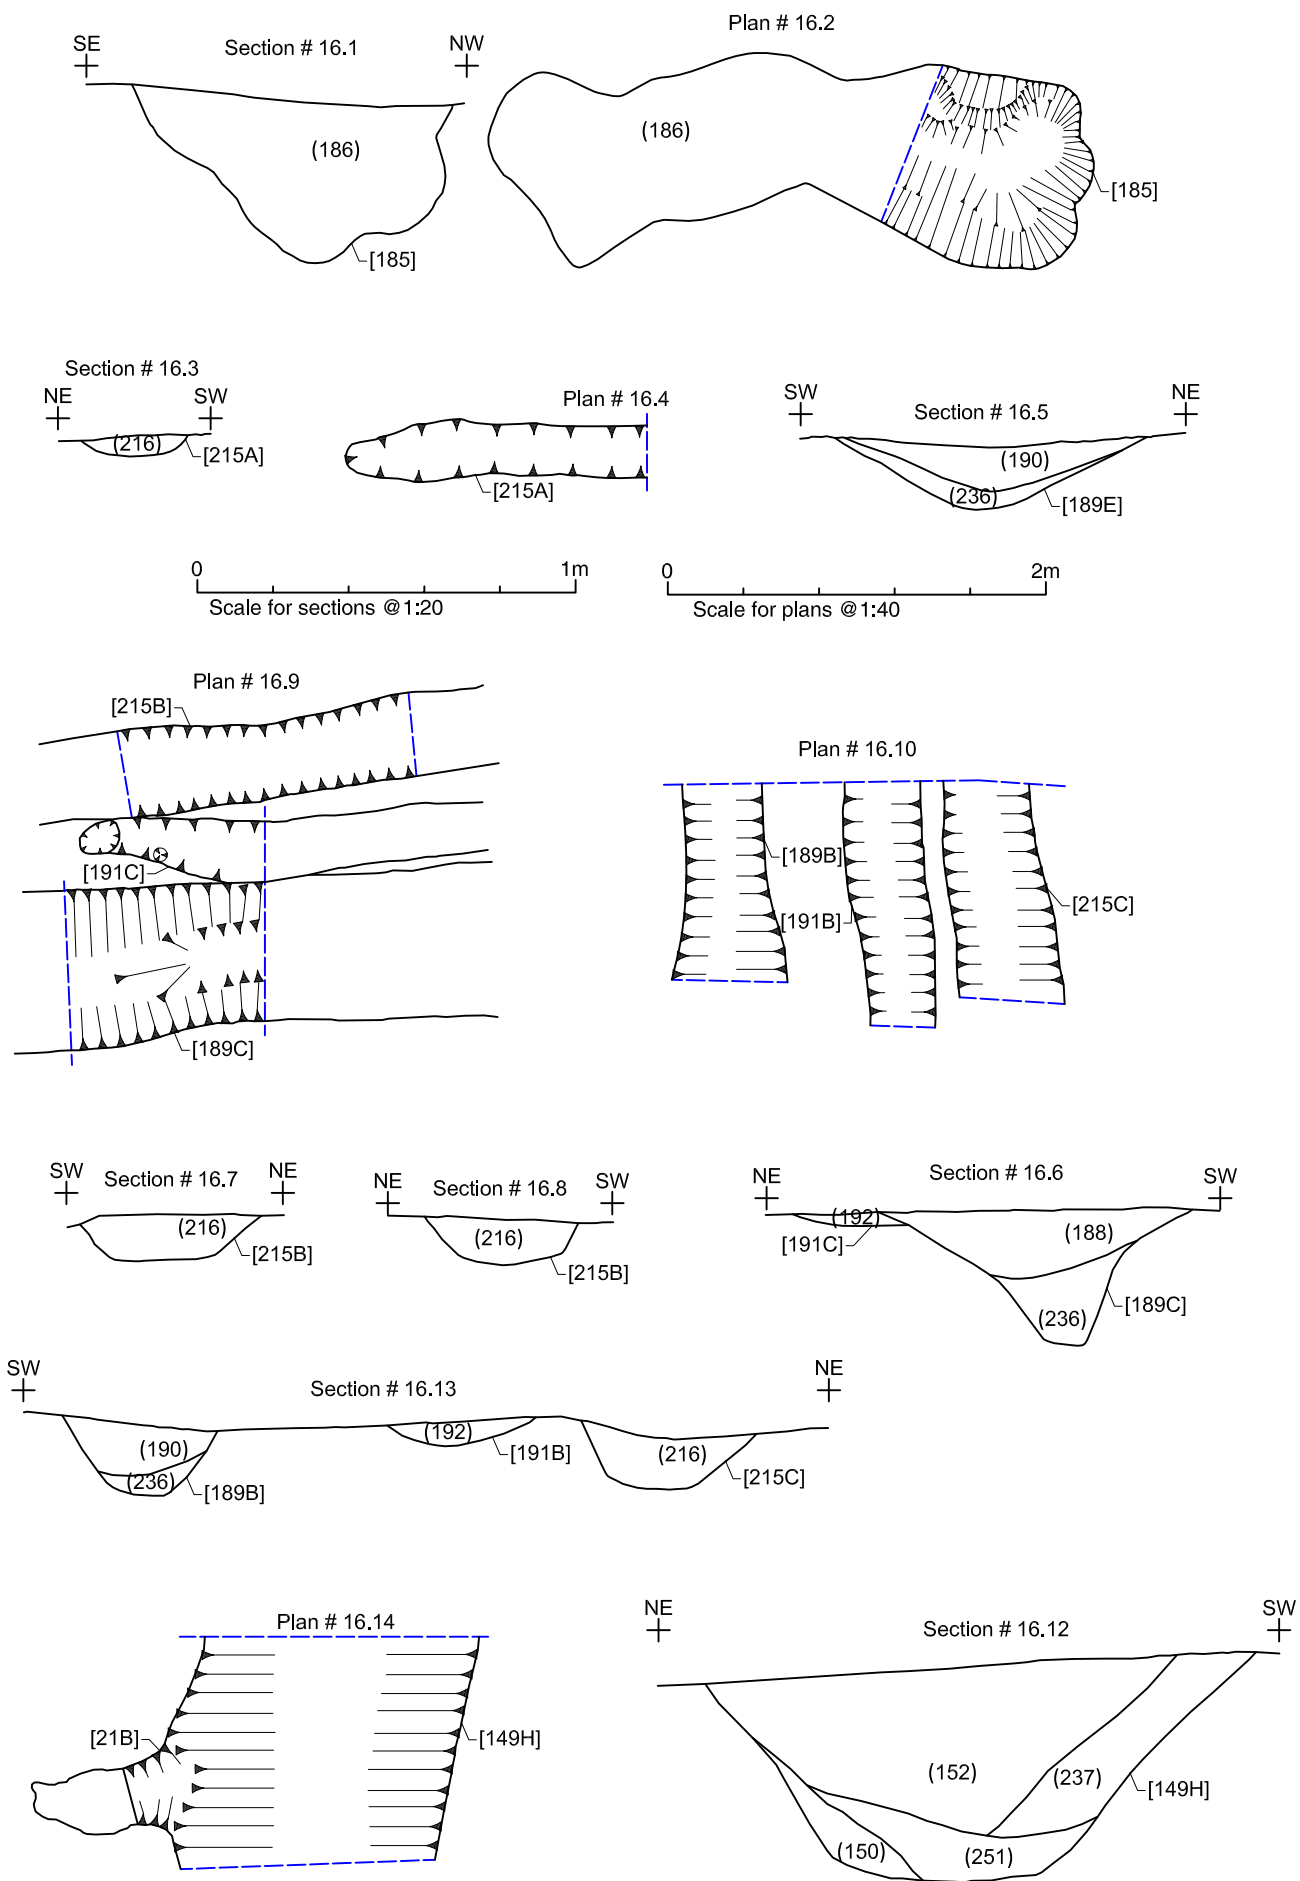 SE
Section # 16.1
NW
Plan # 16.2
(186)
(186)
[185]
[185]
Section # 16.3
NE
SW
(216)
[215A]
Plan # 16.4
[215A]
SW
Section # 16.5
NE
(190)
(236)
[189E]
0
1m
Scale for sections @1:20
0
2m
Scale for plans @1:40
Plan # 16.9
[215B]
[191C]
[189C]
Plan # 16.10
[189B]
[191B]
[215C]
SW
Section # 16.7
NE
(216)
[215B]
NE
Section # 16.8
SW
(216)
[215B]
NE
Section # 16.6
SW
(192)
[191C]
(188)
(236)
[189C]
SW
Section # 16.13
NE
(190)
(236)
[189B]
(192)
[191B]
(216)
[215C]
Plan # 16.14
[21B]
[149H]
NE
Section # 16.12
SW
(152)
(237)
[149H]
(150)
(251)